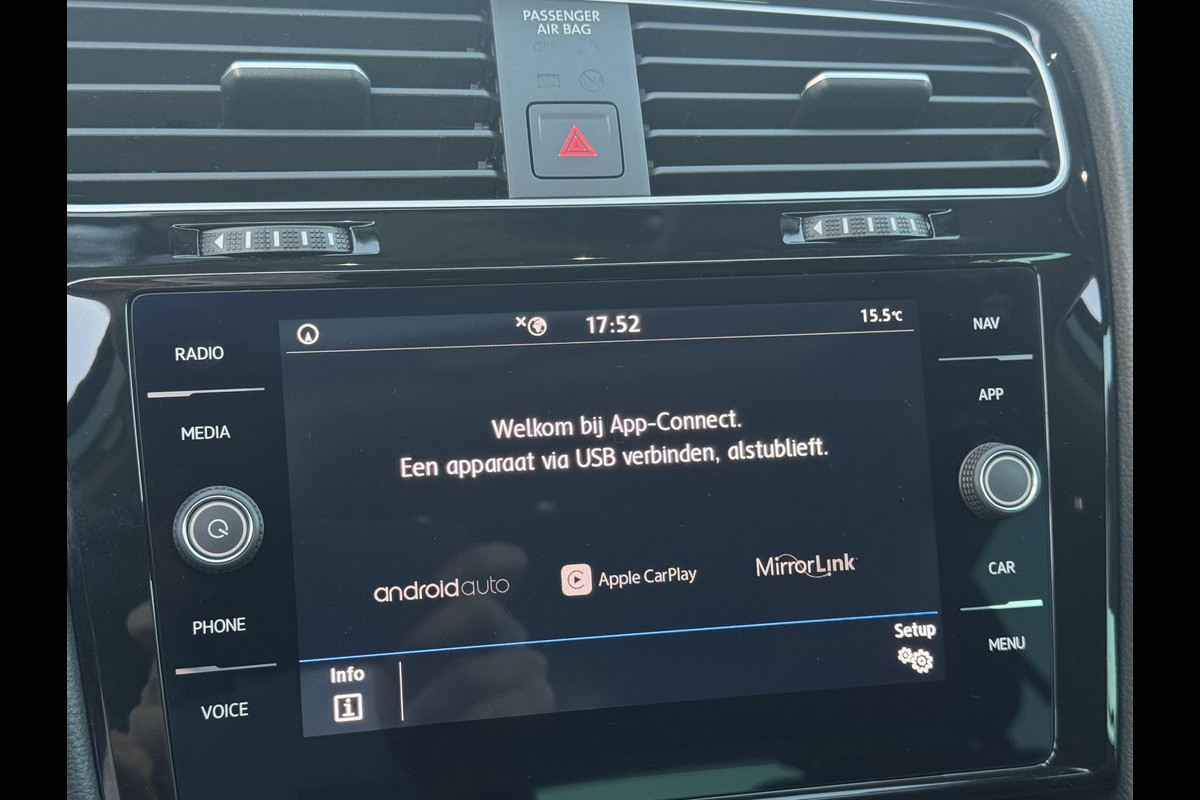 PASSENGER
AIR BAG
OFF
17:52
15.5°C
RADIO
MEDIA
PHONE
VOICE
NAV
APP
CAR
MENU
Welkom bij App-Connect.
Een apparaat via USB verbinden, alstublieft.
androidauto
Apple CarPlay
MirrorLink
Info
Setup